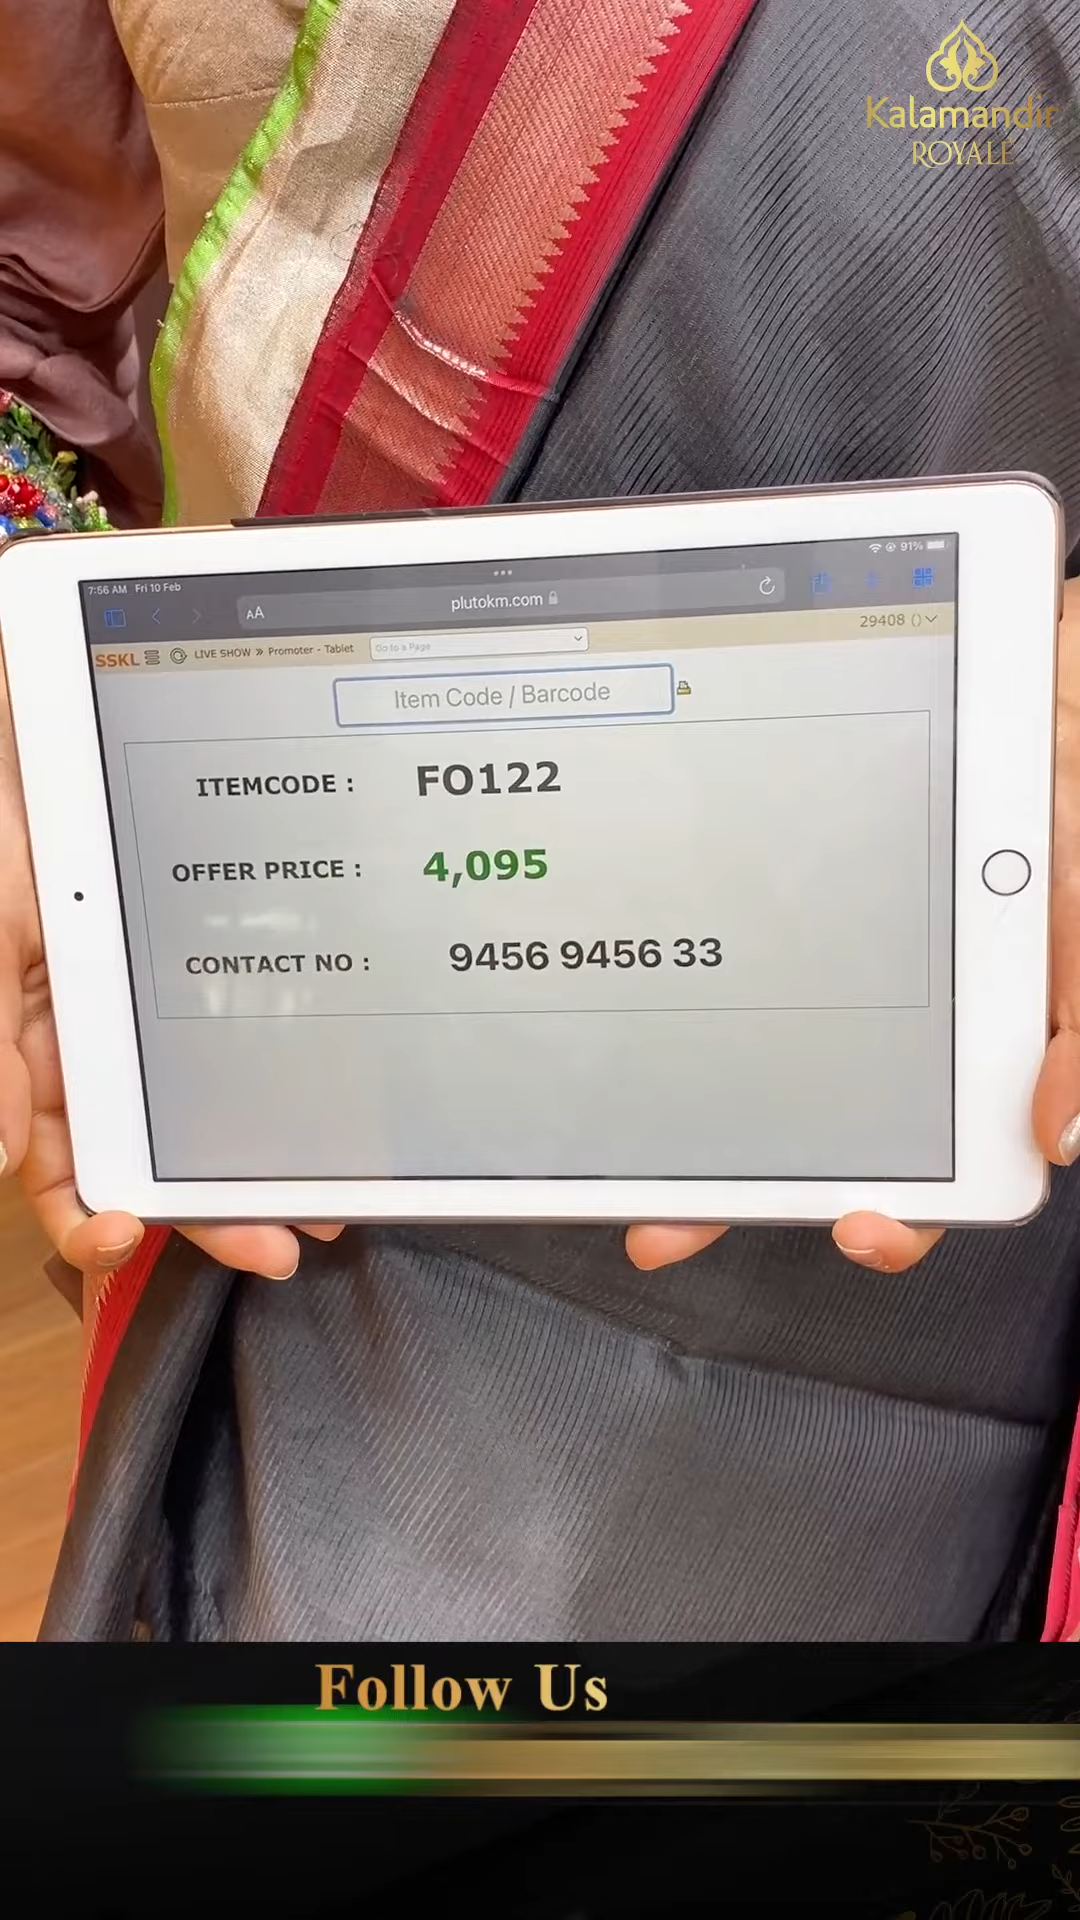 Kalamandir
ROYALE
7:56 AM Fri 10 Feb
91%
AA
plutokm.com
SSKL
LIVE SHOW » Promoter - Tablet
Go to a Page
29408 ()
Item Code / Barcode
ITEMCODE : FO122
OFFER PRICE : 4,095
CONTACT NO : 9456 9456 33
Follow Us